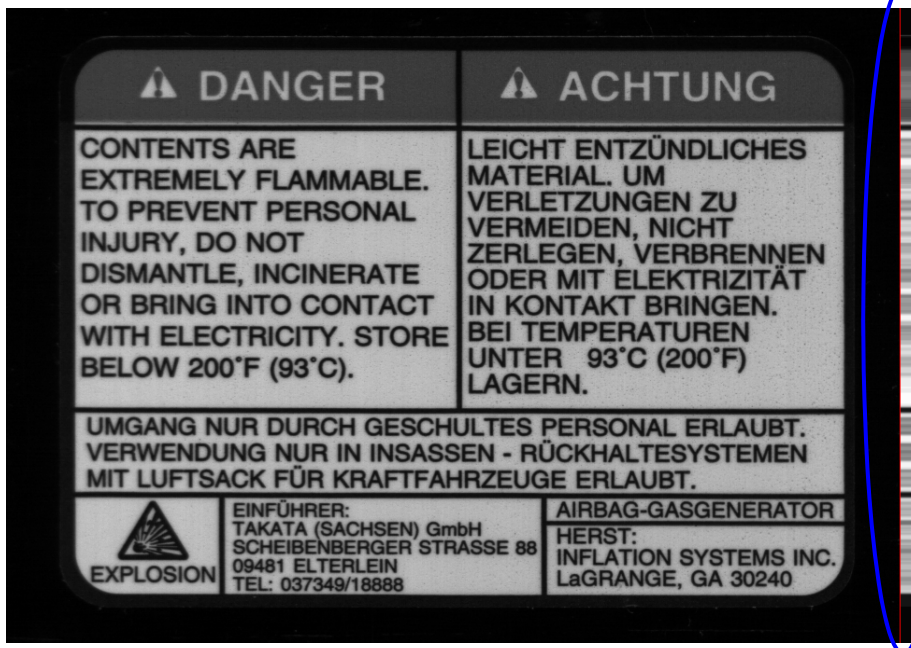 DANGER
CONTENTS ARE
EXTREMELY FLAMMABLE.
TO PREVENT PERSONAL
INJURY, DO NOT
DISMANTLE, INCINERATE
OR BRING INTO CONTACT
WITH ELECTRICITY. STORE
BELOW 200°F (93°C).
ACHTUNG
LEICHT ENTZÜNDLICHES
MATERIAL. UM
VERLETZUNGEN ZU
VERMEIDEN, NICHT
ZERLEGEN, VERBRENNEN
ODER MIT ELEKTRIZITÄT
IN KONTAKT BRINGEN.
BEI TEMPERATUREN
UNTER 93°C (200°F)
LAGERN.
UMGANG NUR DURCH GESCHULTES PERSONAL ERLAUBT.
VERWENDUNG NUR IN INSASSEN - RÜCKHALTESYSTEMEN
MIT LUFTSACK FÜR KRAFTFAHRZEUGE ERLAUBT.
EXPLOSION
EINFÜHRER:
TAKATA (SACHSEN) GmbH
SCHEIBENBERGER STRASSE 88
09481 ELTERLEIN
TEL: 037349/18888
AIRBAG-GASGENERATOR
HERST:
INFLATION SYSTEMS INC.
LaGRANGE, GA 30240